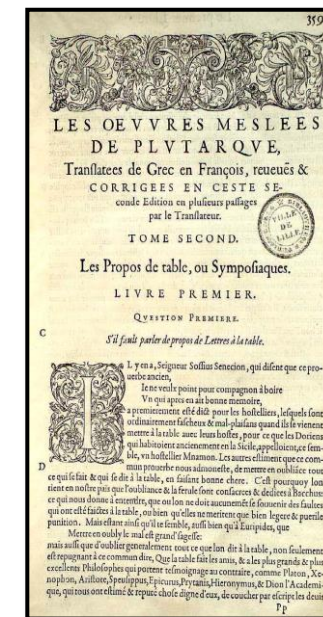 359
LES OEVVRES MESLEES
DE PLVTARQVE,
Translatees de Grec en François, reueuës &
CORRIGEES EN CESTE SE-
conde Edition en plusieurs passages
par le Translateur.
VILLE
DE
LILLE
TOME SECOND.
Les Propos de table, ou Symposiaques.
LIVRE PREMIER.
QVESTION PREMIERE.
C
S'il fault parler de propos de Lettres à la table.
IL y en a, Seigneur Sossius Senecion, qui disent que ce pro-
uerbe ancien,
Ie ne veulx point pour compagnon à boire
Vn qui apres en ait bonne memoire,
a premierement esté dict pour les hostelliers, lesquels sont
ordinairement fascheux & mal-plaisans quand ils se vienent
mettre à la table auec leurs hostes, pour ce que les Doriens
qui habitoient anciennement en la Sicile, appelloient, ce sem-
ble, vn hostellier Mnamon. Les autres estiment que ce com-
D
mun prouerbe nous admoneste, de mettre en oubliãce tout
ce qui se fait & qui se dit à la table, en faisant bonne chere. C'est pourquoy lon
tient en nostre païs que l'oubliance & la ferule sont consacrees & dediees à Bacchus
ce qui nous donne à entendre, que ou lon ne doit aucunemẽt se souuenir des faultes
qui ont esté faictes à la table, ou bien qu'elles ne meritent que bien legere & puerile
punition. Mais estant ainsi qu'il te semble, aussi bien qu'à Euripides, que
Mettre en oubly le mal est grand' sagesse:
mais aussi que d'oublier generalement tout ce que lon dit à la table, non seulement
est repugnant à ce commun dire, Que la table fait les amis, & a les plus grands & plus
excellents Philosophes qui portent tesmoignage au contraire, comme Platon, Xe-
nophon, Aristote, Speusippus, Epicurus, Prytanis, Hieronymus, & Dion l'Academi-
que, qui tous ont estimé & reputé chose digne d'eux, de coucher par escript les deuis
Pp